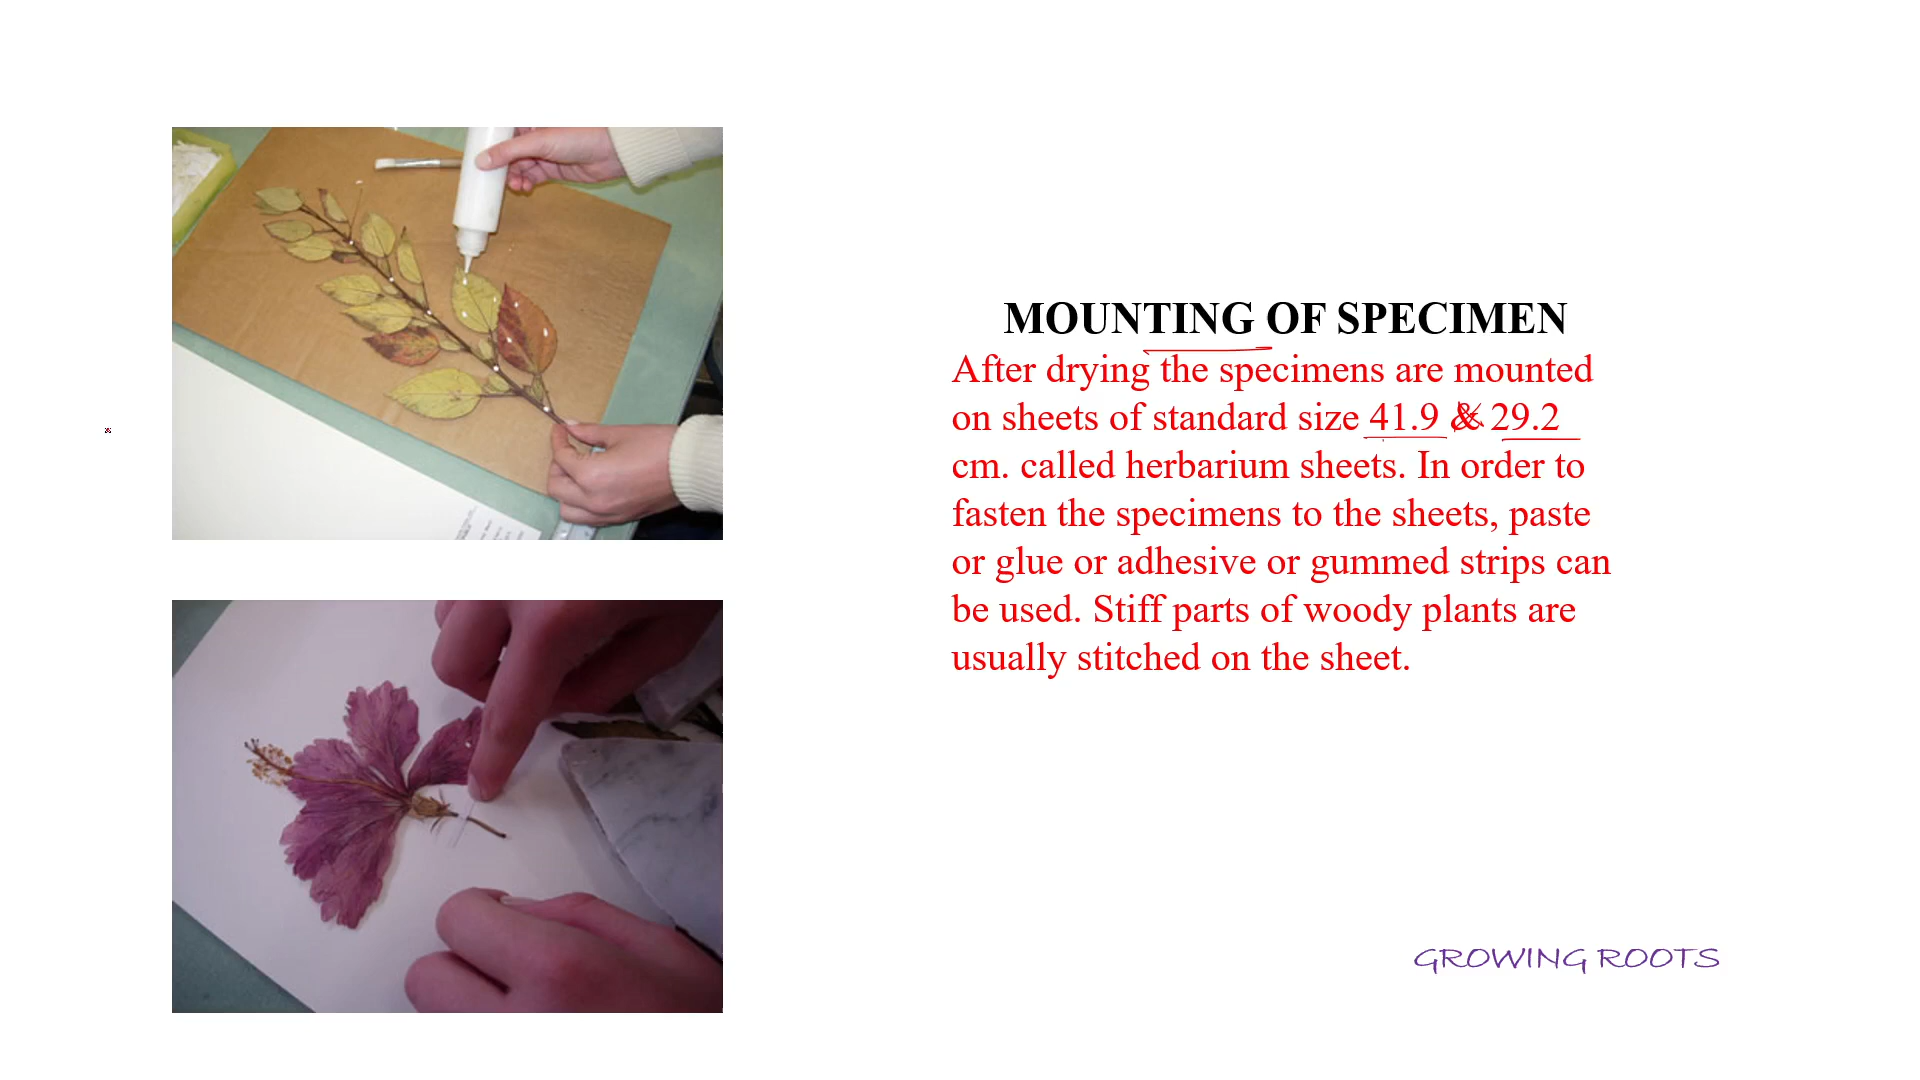 MOUNTING OF SPECIMEN
After drying the specimens are mounted
on sheets of standard size 41.9 & 29.2
cm. called herbarium sheets. In order to
fasten the specimens to the sheets, paste
or glue or adhesive or gummed strips can
be used. Stiff parts of woody plants are
usually stitched on the sheet.
GROWING ROOTS